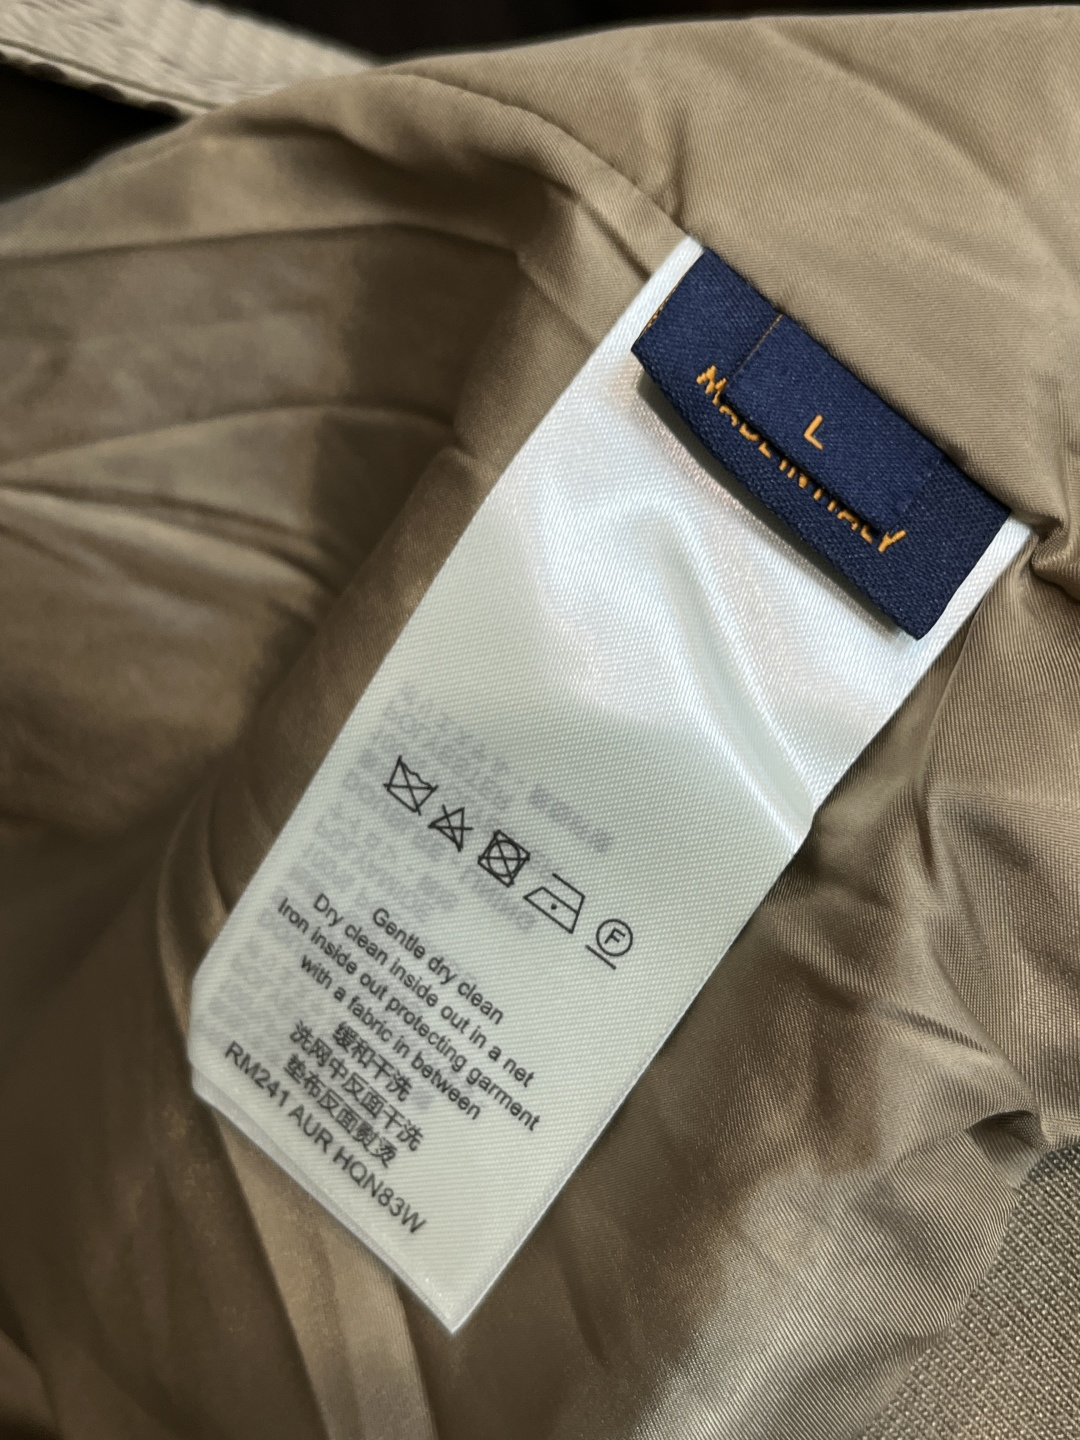 L
MADE IN ITALY
F
Gentle dry clean
Dry clean inside out in a net
Iron inside out protecting garment
with a fabric in between
缓和干洗
洗网中反面干洗
垫布反面熨烫
RM241 AUR HQN83W